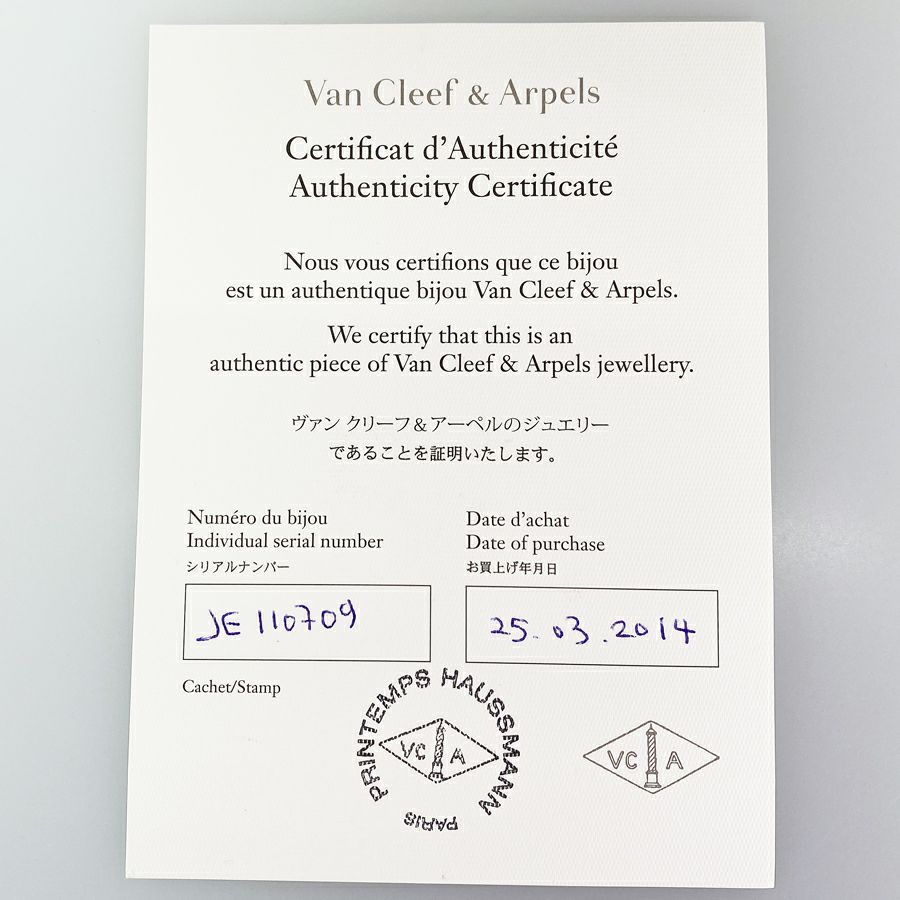 Van Cleef & Arpels
Certificat d'Authenticité
Authenticity Certificate
Nous vous certifions que ce bijou
est un authentique bijou Van Cleef & Arpels.
We certify that this is an
authentic piece of Van Cleef & Arpels jewellery.
ヴァン クリーフ&アーペルのジュエリー
であることを証明いたします。
Numéro du bijou
Individual serial number
シリアルナンバー
JE110709
Date d'achat
Date of purchase
お買上げ年月日
25.03.2014
Cachet/Stamp
PRINTEMPS HAUSSMANN
VC A
PARIS
VC A